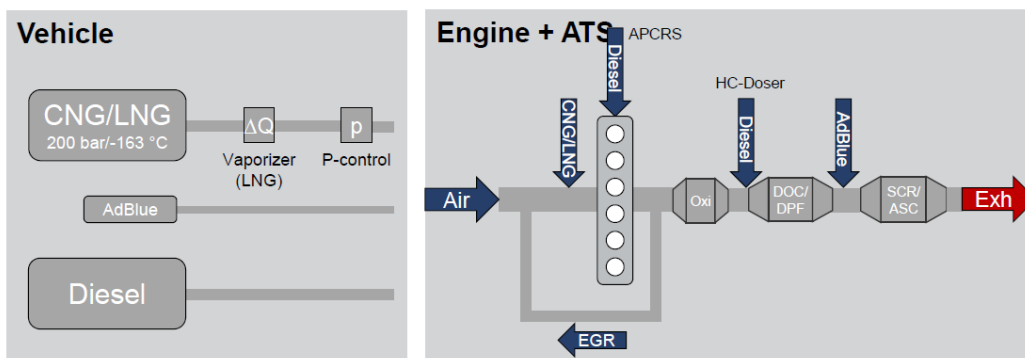 Vehicle
CNG/LNG
200 bar/-163 °C
ΔQ
p
Vaporizer
(LNG)
P-control
AdBlue
Diesel
Engine + ATS
APCRS
Diesel
HC-Doser
CNG/LNG
Diesel
AdBlue
Air
Oxi
DOC/
DPF
SCR/
ASC
Exh
EGR